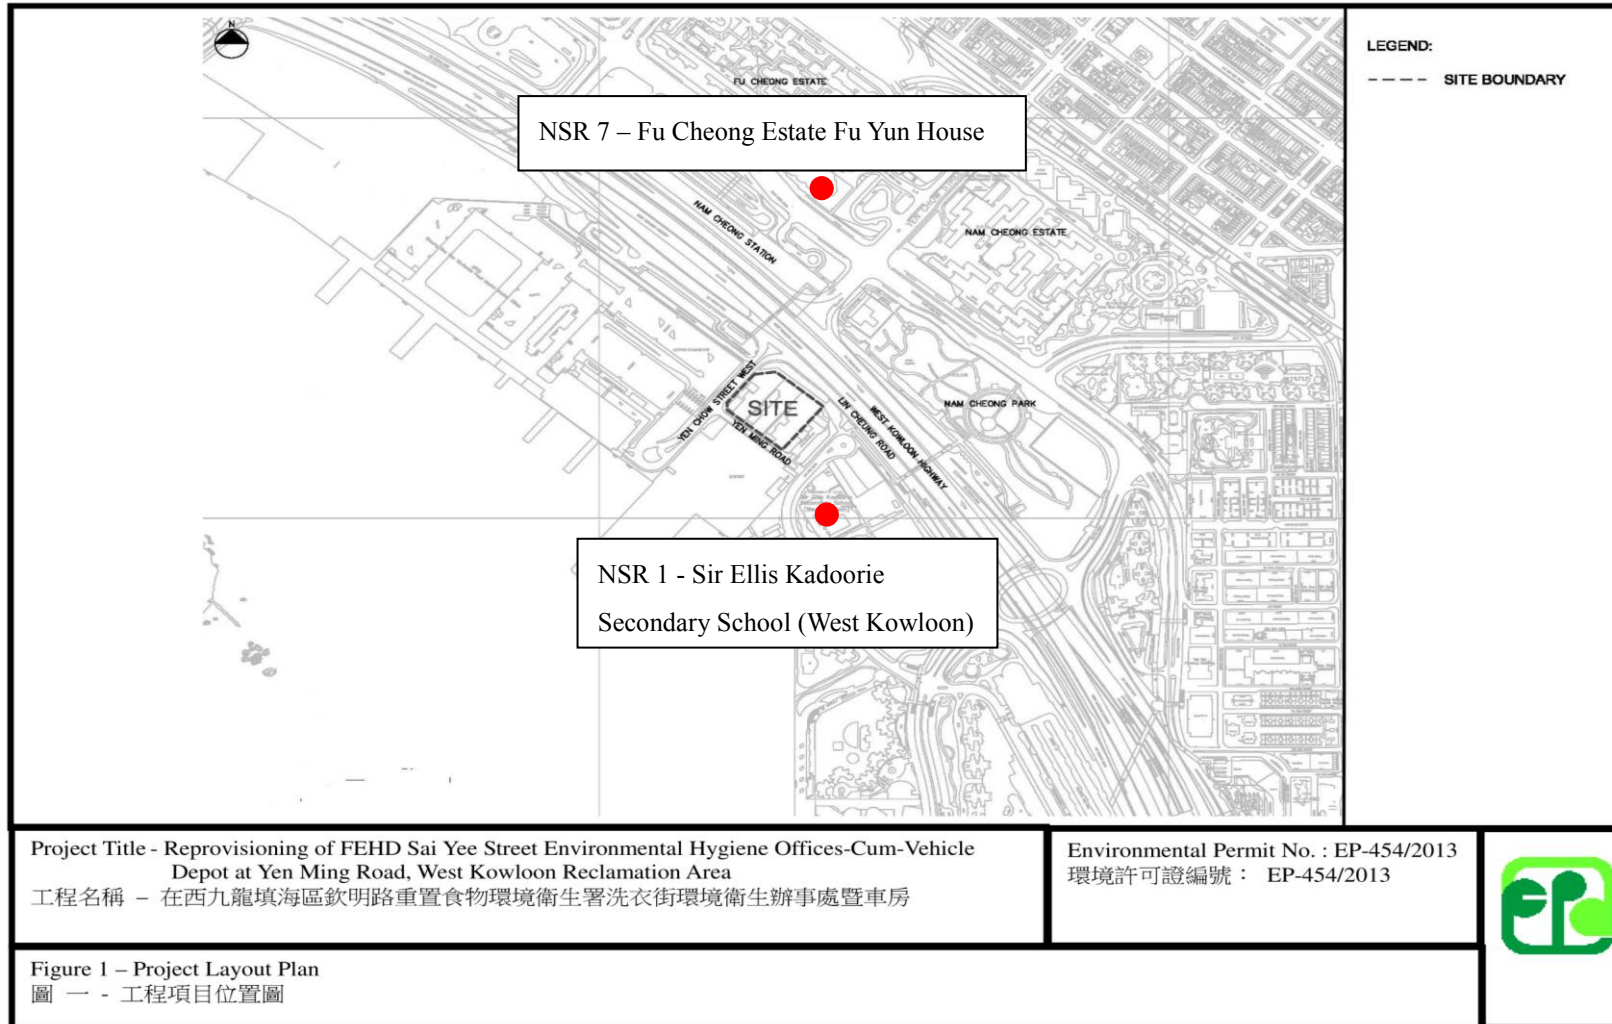 N
LEGEND:
SITE BOUNDARY
FU CHEONG ESTATE
NSR 7 – Fu Cheong Estate Fu Yun House
NAM CHEONG STATION
NAM CHEONG ESTATE
YEN CHOW STREET WEST
SITE
YEN MING ROAD
LIN CHEUNG ROAD
WEST KOWLOON HIGHWAY
NAM CHEONG PARK
NSR 1 - Sir Ellis Kadoorie
Secondary School (West Kowloon)
Project Title - Reprovisioning of FEHD Sai Yee Street Environmental Hygiene Offices-Cum-Vehicle
Depot at Yen Ming Road, West Kowloon Reclamation Area
工程名稱 – 在西九龍填海區欽明路重置食物環境衛生署洗衣街環境衛生辦事處暨車房
Environmental Permit No. : EP-454/2013
環境許可證編號： EP-454/2013
Figure 1 – Project Layout Plan
圖 一 - 工程項目位置圖